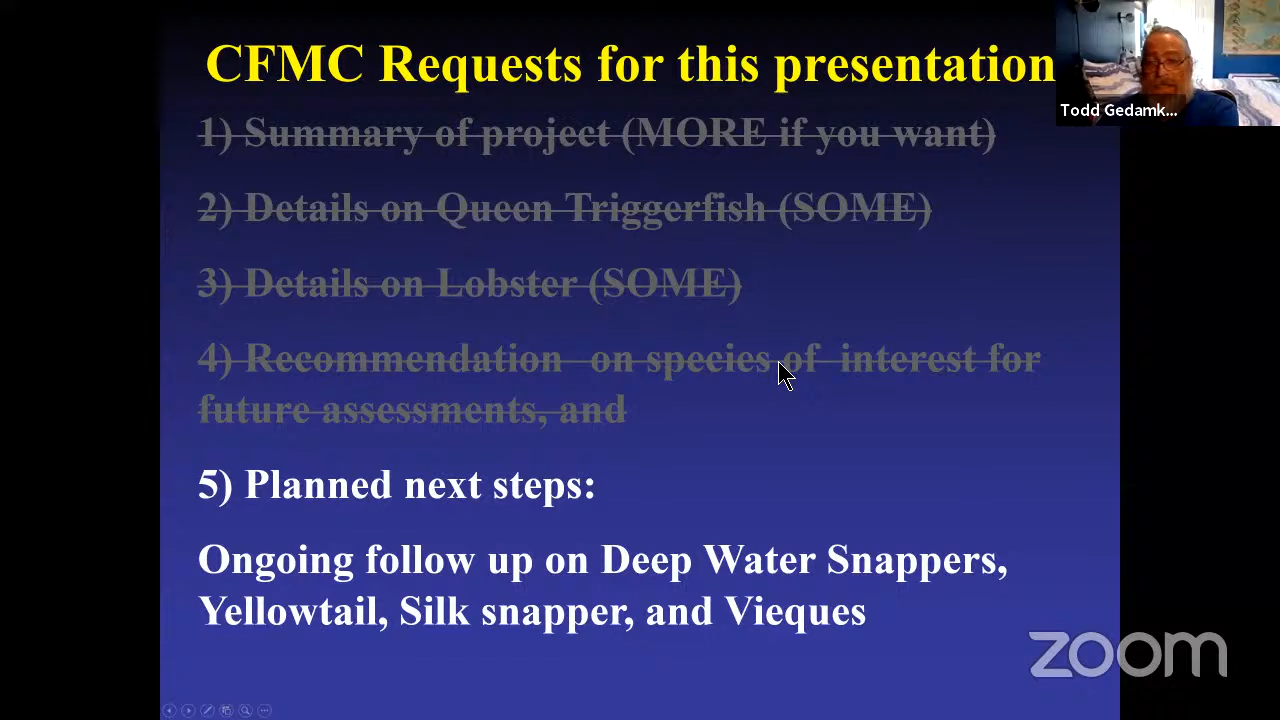 CFMC Requests for this presentation
Todd Gedamk...
1) Summary of project (MORE if you want)
2) Details on Queen Triggerfish (SOME)
3) Details on Lobster (SOME)
4) Recommendation on species of interest for
future assessments, and
5) Planned next steps:
Ongoing follow up on Deep Water Snappers,
Yellowtail, Silk snapper, and Vieques
zoom